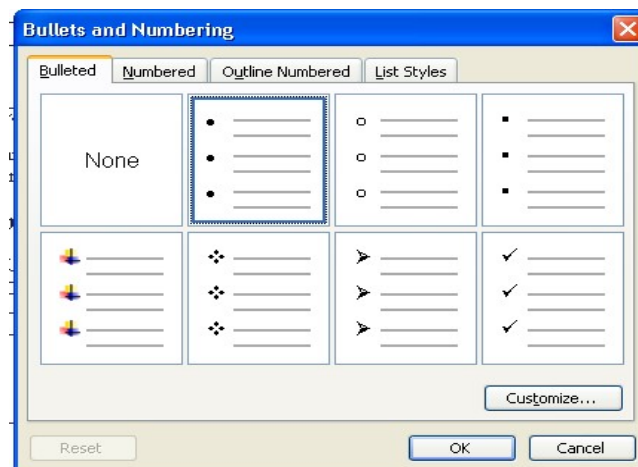 Bullets and Numbering
Bulleted Numbered Outline Numbered List Styles
None
Customize...
Reset OK Cancel